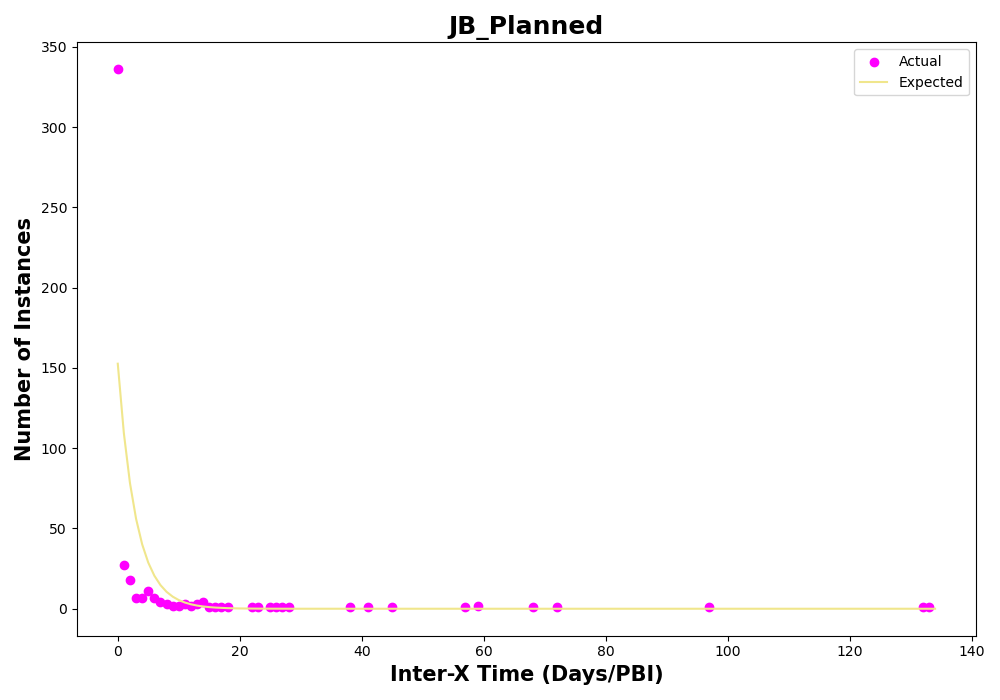 JB_Planned
Actual
Expected
350
300
250
200
150
100
50
0
Number of Instances
0 20 40 60 80 100 120 140
Inter-X Time (Days/PBI)